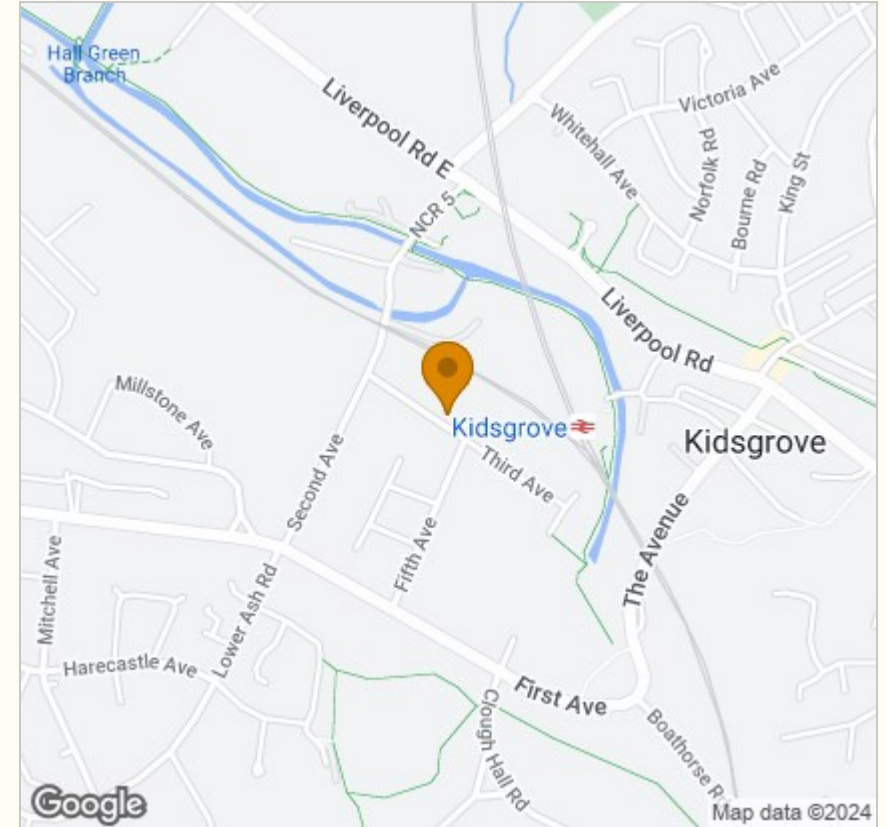 Hall Green
Branch
Liverpool Rd E
Victoria Ave
Whitehall Ave
Norfolk Rd
Bourne Rd
King St
NCR 5
Liverpool Rd
Millstone Ave
Kidsgrove
Kidsgrove
Second Ave
Third Ave
Fifth Ave
The Avenue
Mitchell Ave
Lower Ash Rd
Harecastle Ave
First Ave
Clough Hall Rd
Boathorse Rd
Google
Map data ©2024